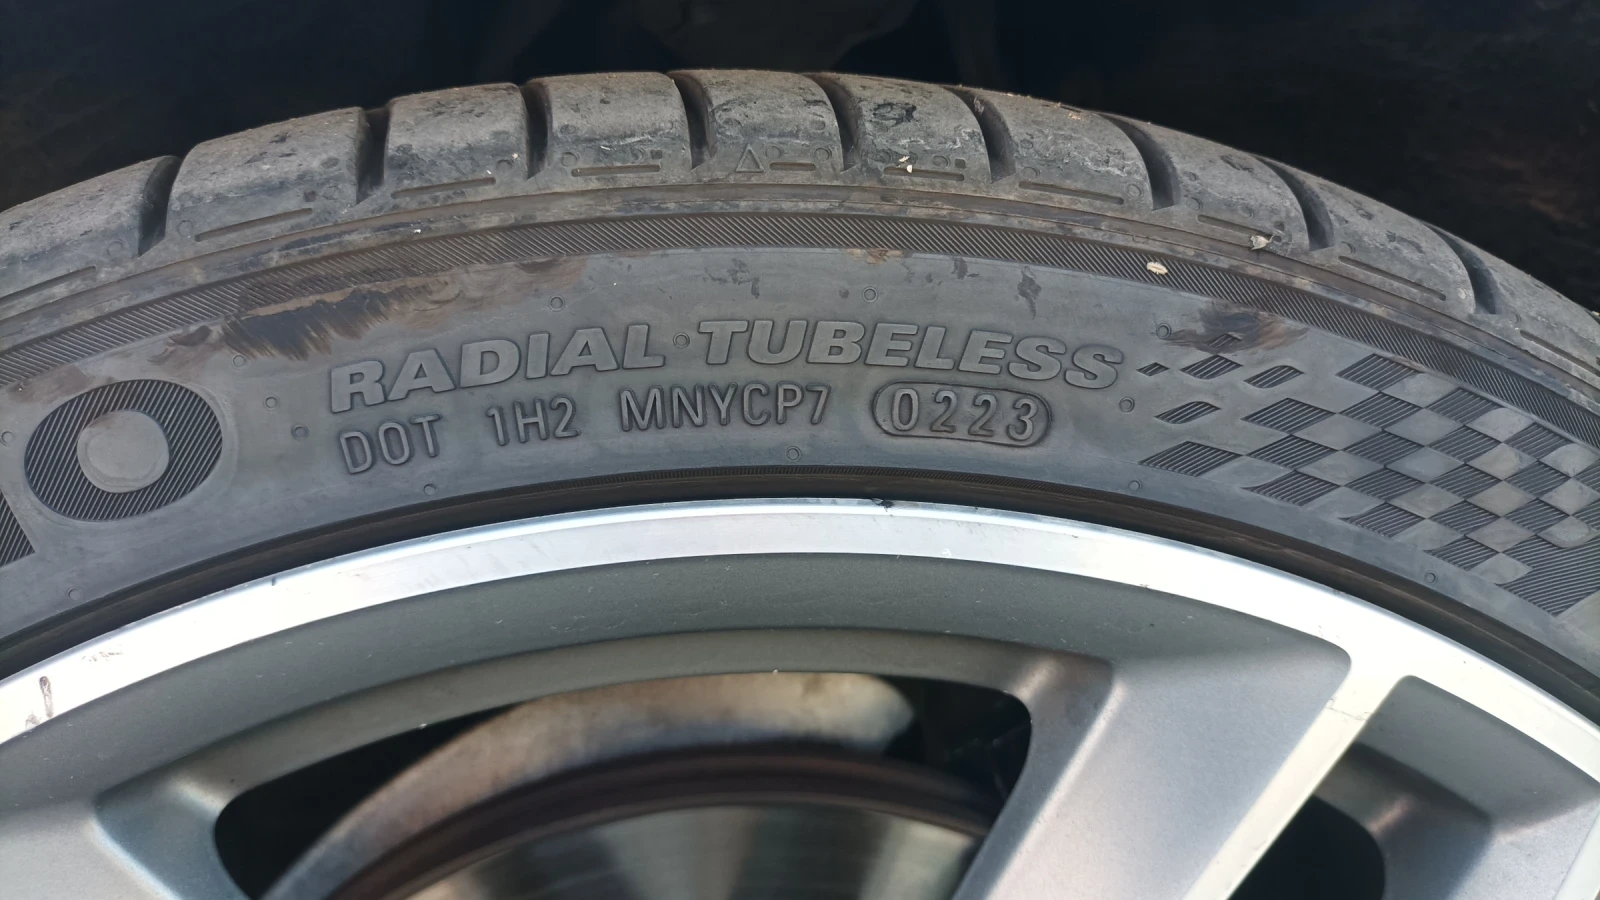 RADIAL·TUBELESS
DOT 1H2 MNYCP7 0223